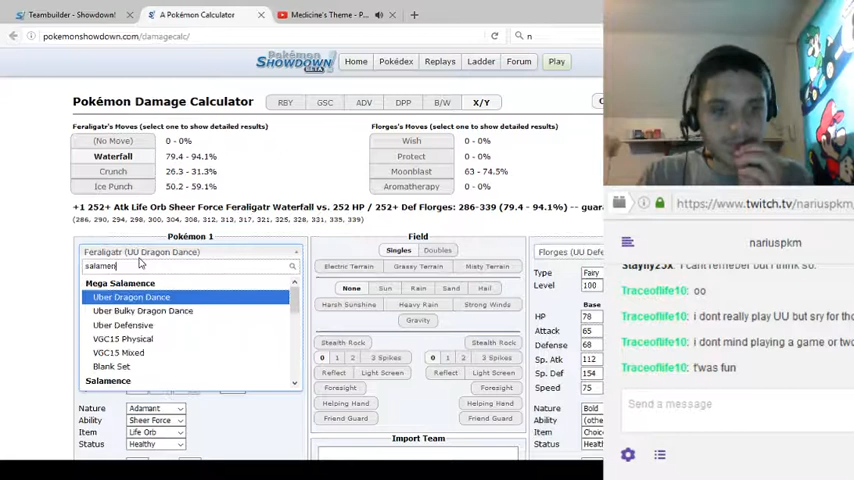 Teambuilder - Showdown!
A Pokémon Calculator
Medicine's Theme - P...
pokemonshowdown.com/damagecalc/
n
SHOWDOWN
BETA
Home Pokédex Replays Ladder Forum Play
Pokémon Damage Calculator
RBY GSC ADV DPP B/W X/Y
Feraligatr's Moves (select one to show detailed results)
Florges's Moves (select one to show detailed results)
(No Move) 0 - 0%
Wish 0 - 0%
Waterfall 79.4 - 94.1%
Protect 0 - 0%
Crunch 26.3 - 31.3%
Moonblast 63 - 74.5%
Ice Punch 50.2 - 59.1%
Aromatherapy 0 - 0%
+1 252+ Atk Life Orb Sheer Force Feraligatr Waterfall vs. 252 HP / 252+ Def Florges: 286-339 (79.4 - 94.1%) -- guar
(286, 290, 294, 298, 300, 304, 308, 312, 313, 317, 321, 325, 328, 331, 335, 339)
Pokémon 1
Feraligatr (UU Dragon Dance)
salamen
Mega Salamence
Uber Dragon Dance
Uber Bulky Dragon Dance
Uber Defensive
VGC15 Physical
VGC15 Mixed
Blank Set
Salamence
Nature Adamant
Ability Sheer Force
Item Life Orb
Status Healthy
Field
Singles Doubles
Electric Terrain Grassy Terrain Misty Terrain
None Sun Rain Sand Hail
Harsh Sunshine Heavy Rain Strong Winds
Gravity
Stealth Rock Stealth Rock
0 1 2 3 Spikes 0 1 2 3 Spikes
Reflect Light Screen Reflect Light Screen
Foresight Foresight
Helping Hand Helping Hand
Friend Guard Friend Guard
Import Team
Florges (UU Def
Type Fairy
Level 100
Base
HP 78
Attack 65
Defense 68
Sp. Atk 112
Sp. Def 154
Speed 75
Nature Bold
Ability (othe
Item Choic
Status Healt
https://www.twitch.tv/nariuspkm
nariuspkm
i cant remeber but i think so.
Traceoflife10: oo
Traceoflife10: i dont really play UU but sry for tho
Traceoflife10: i dont mind playing a game or two
Traceoflife10: t'was fun
Send a message